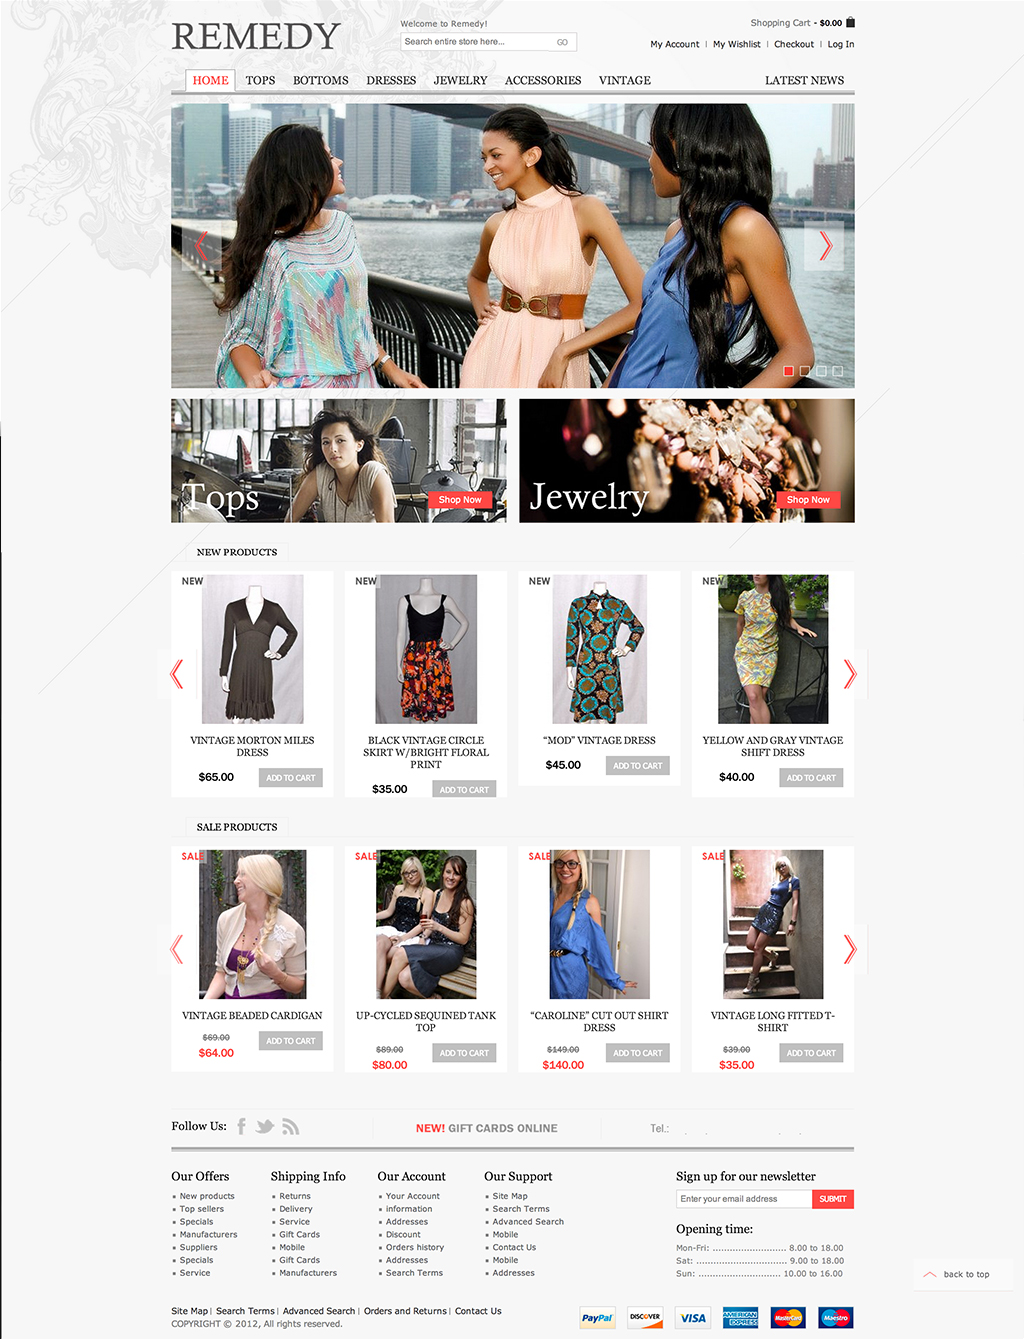 REMEDY
Welcome to Remedy!
Search entire store here...
GO
Shopping Cart - $0.00
My Account | My Wishlist | Checkout | Log In
HOME TOPS BOTTOMS DRESSES JEWELRY ACCESSORIES VINTAGE LATEST NEWS
Tops
Shop Now
Jewelry
Shop Now
NEW PRODUCTS
NEW
NEW
NEW
NEW
VINTAGE MORTON MILES
DRESS
$65.00
ADD TO CART
BLACK VINTAGE CIRCLE
SKIRT W/BRIGHT FLORAL
PRINT
$35.00
ADD TO CART
“MOD” VINTAGE DRESS
$45.00
ADD TO CART
YELLOW AND GRAY VINTAGE
SHIFT DRESS
$40.00
ADD TO CART
SALE PRODUCTS
SALE
SALE
SALE
SALE
VINTAGE BEADED CARDIGAN
$69.00
$64.00
ADD TO CART
UP-CYCLED SEQUINED TANK
TOP
$89.00
$80.00
ADD TO CART
“CAROLINE” CUT OUT SHIRT
DRESS
$149.00
$140.00
ADD TO CART
VINTAGE LONG FITTED T-
SHIRT
$39.00
$35.00
ADD TO CART
Follow Us:
NEW! GIFT CARDS ONLINE
Tel.:
Our Offers
New products
Top sellers
Specials
Manufacturers
Suppliers
Specials
Service
Shipping Info
Returns
Delivery
Service
Gift Cards
Mobile
Gift Cards
Manufacturers
Our Account
Your Account
information
Addresses
Discount
Orders history
Addresses
Search Terms
Our Support
Site Map
Search Terms
Advanced Search
Mobile
Contact Us
Mobile
Addresses
Sign up for our newsletter
Enter your email address
SUBMIT
Opening time:
Mon-Fri: .......................... 8.00 to 18.00
Sat: ................................ 9.00 to 18.00
Sun: ............................. 10.00 to 16.00
back to top
Site Map | Search Terms | Advanced Search | Orders and Returns | Contact Us
COPYRIGHT © 2012, All rights reserved.
PayPal
DISCOVER
VISA
AMERICAN EXPRESS
MasterCard
Maestro